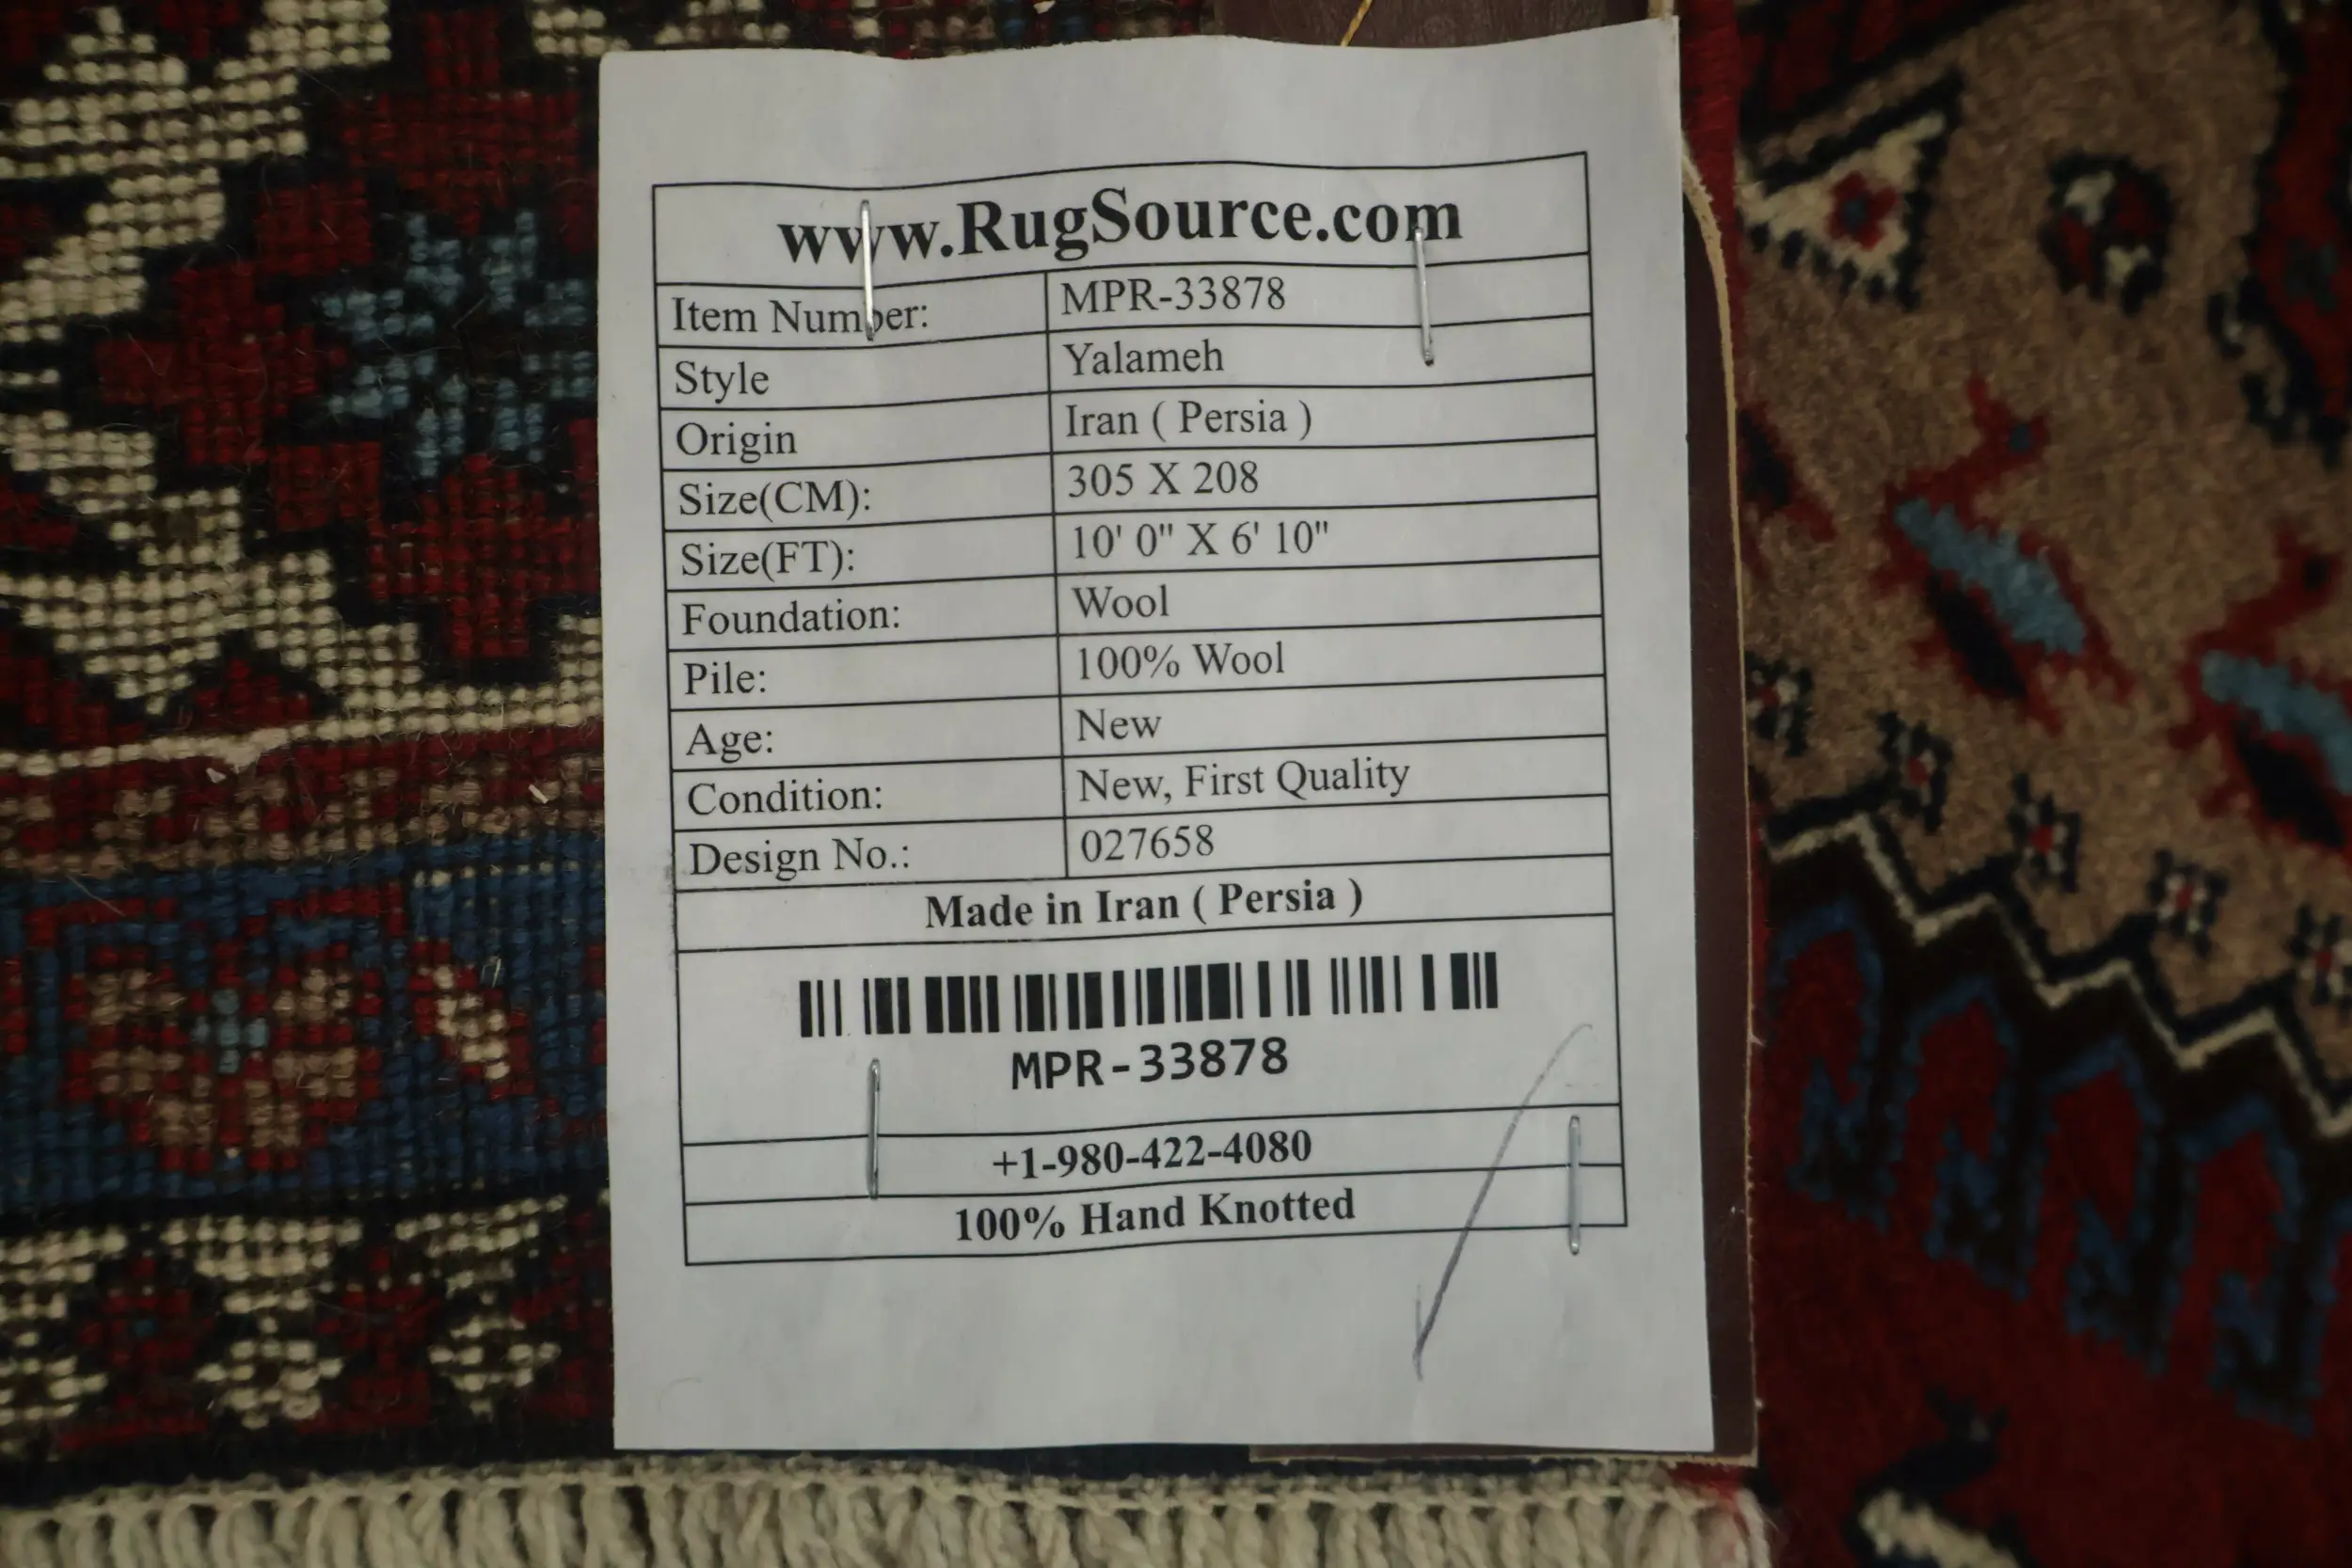 www.RugSource.com
Item Number: MPR-33878
Style Yalameh
Origin Iran ( Persia )
Size(CM): 305 X 208
Size(FT): 10' 0" X 6' 10"
Foundation: Wool
Pile: 100% Wool
Age: New
Condition: New, First Quality
Design No.: 027658
Made in Iran ( Persia )
MPR-33878
+1-980-422-4080
100% Hand Knotted